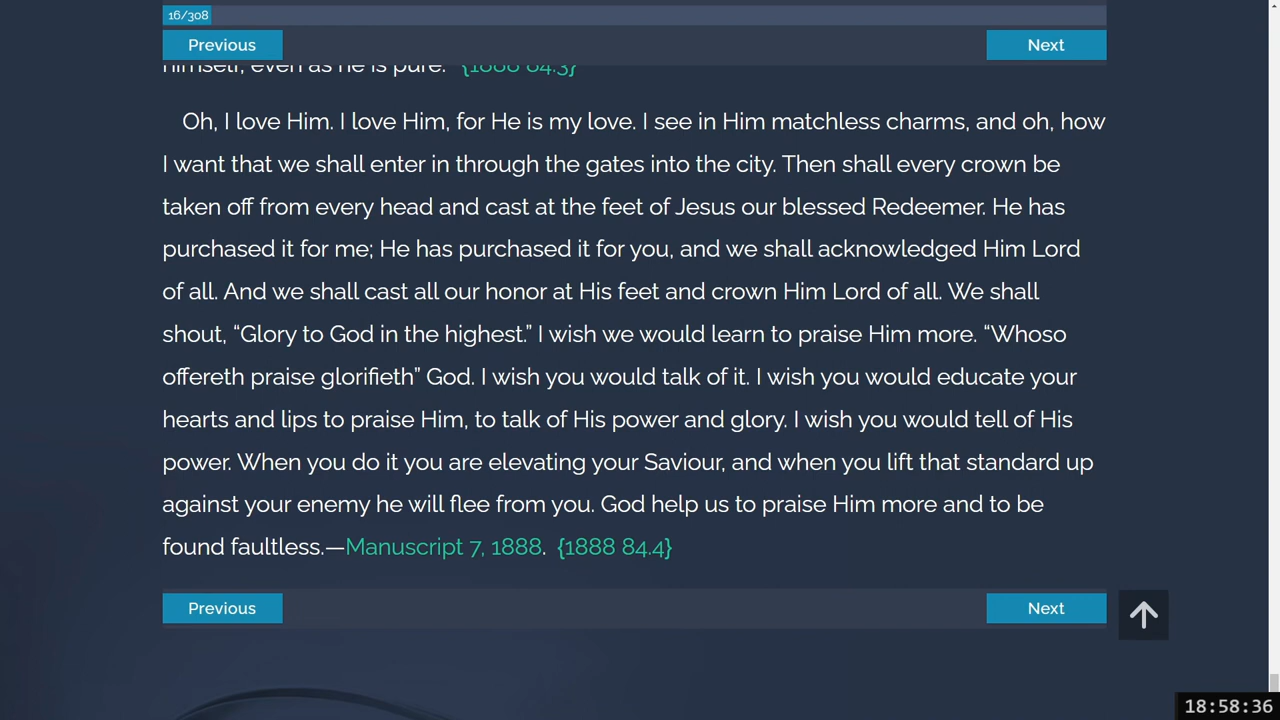 16/308
Previous
Next
himself, even as he is pure. {1888 84.3}
Oh, I love Him. I love Him, for He is my love. I see in Him matchless charms, and oh, how
I want that we shall enter in through the gates into the city. Then shall every crown be
taken off from every head and cast at the feet of Jesus our blessed Redeemer. He has
purchased it for me; He has purchased it for you, and we shall acknowledged Him Lord
of all. And we shall cast all our honor at His feet and crown Him Lord of all. We shall
shout, “Glory to God in the highest.” I wish we would learn to praise Him more. “Whoso
offereth praise glorifieth” God. I wish you would talk of it. I wish you would educate your
hearts and lips to praise Him, to talk of His power and glory. I wish you would tell of His
power. When you do it you are elevating your Saviour, and when you lift that standard up
against your enemy he will flee from you. God help us to praise Him more and to be
found faultless.—Manuscript 7, 1888. {1888 84.4}
Previous
Next
18:58:36